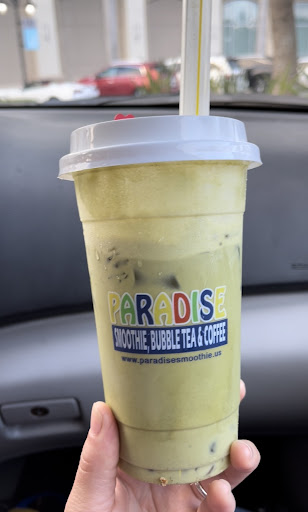 PARADISE
SMOOTHIE, BUBBLE TEA & COFFEE
www.paradisesmoothie.us